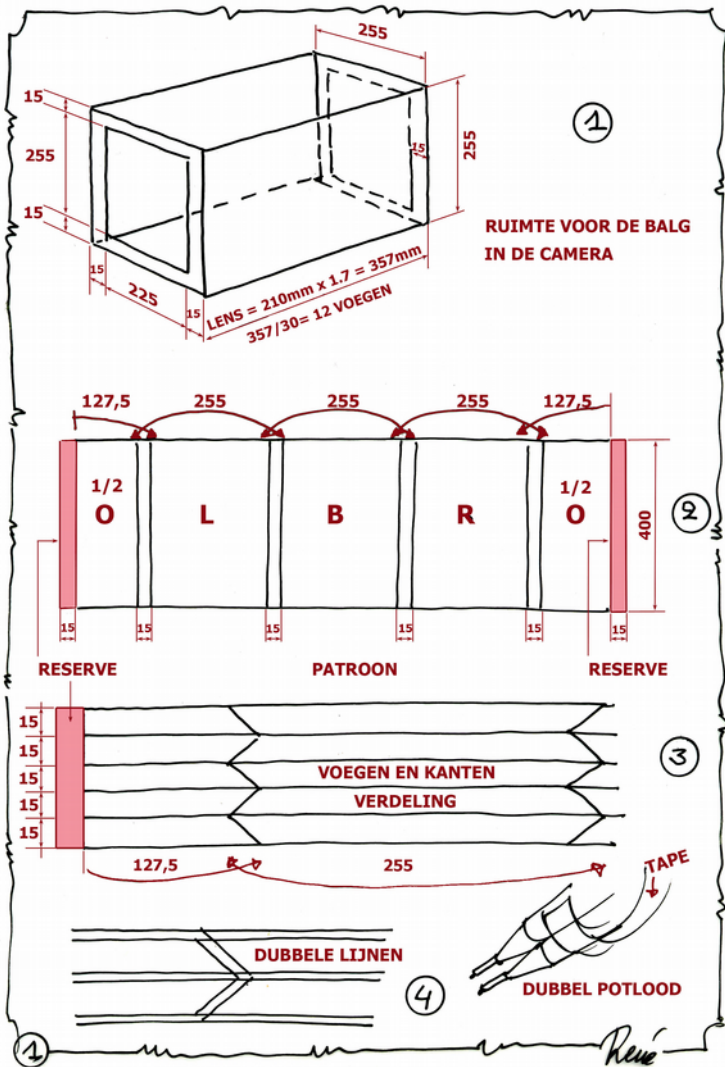 255
15
255
15
15
255
1
RUIMTE VOOR DE BALG
IN DE CAMERA
15
225
15
LENS = 210mm x 1.7 = 357mm
357/30= 12 VOEGEN
127,5 255 255 255 127,5
1/2
O
L
B
R
1/2
O
400
2
15 15 15 15 15 15
RESERVE PATROON RESERVE
15
15
15
15
15
VOEGEN EN KANTEN
VERDELING
3
127,5 255
TAPE
DUBBELE LIJNEN
4
DUBBEL POTLOOD
1
René